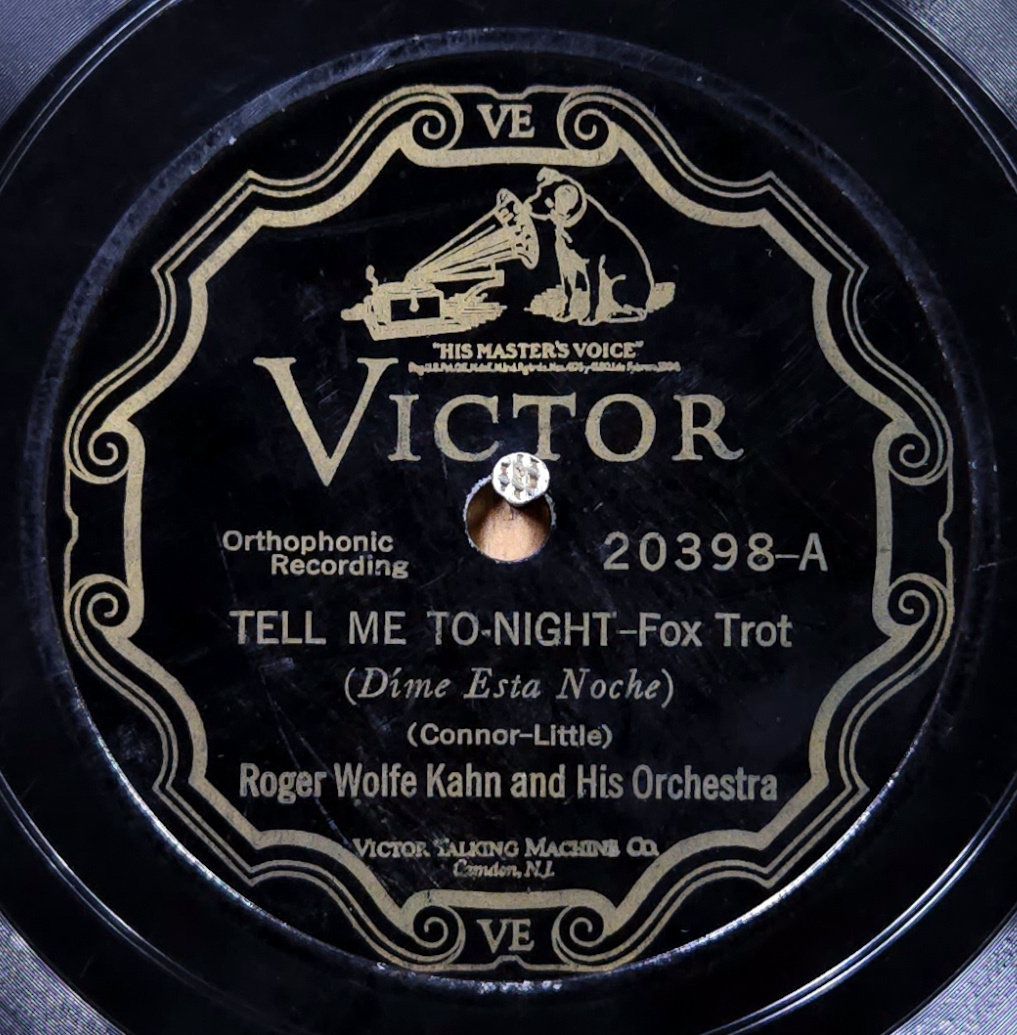 VE
"HIS MASTER'S VOICE"
VICTOR
Orthophonic
Recording
20398-A
TELL ME TO-NIGHT-Fox Trot
(Díme Esta Noche)
(Connor-Little)
Roger Wolfe Kahn and His Orchestra
VICTOR TALKING MACHINE CO.
Camden, N.J.
VE